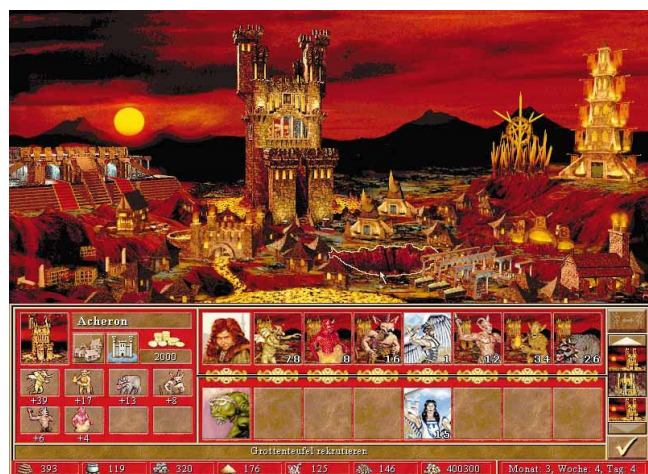 Acheron
2000
78 8 16 1 12 34 26
+39 +17 +13 +8
+6 +4
15
Grottenteufel rekrutieren
393 119 320 176 125 146 400300 Monat: 3, Woche: 4, Tag: 4